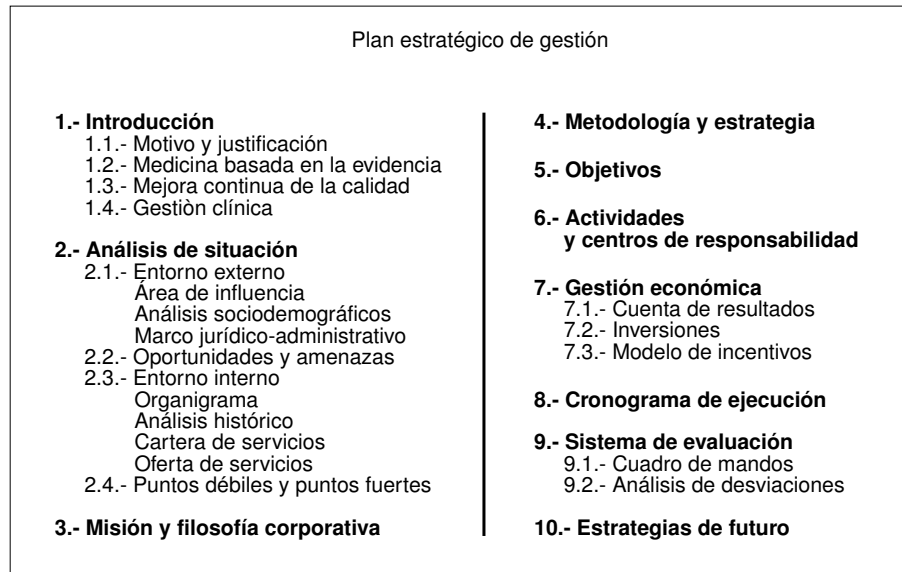 Plan estratégico de gestión
1.- Introducción
1.1.- Motivo y justificación
1.2.- Medicina basada en la evidencia
1.3.- Mejora continua de la calidad
1.4.- Gestiòn clínica
2.- Análisis de situación
2.1.- Entorno externo
Área de influencia
Análisis sociodemográficos
Marco jurídico-administrativo
2.2.- Oportunidades y amenazas
2.3.- Entorno interno
Organigrama
Análisis histórico
Cartera de servicios
Oferta de servicios
2.4.- Puntos débiles y puntos fuertes
3.- Misión y filosofía corporativa
4.- Metodología y estrategia
5.- Objetivos
6.- Actividades
y centros de responsabilidad
7.- Gestión económica
7.1.- Cuenta de resultados
7.2.- Inversiones
7.3.- Modelo de incentivos
8.- Cronograma de ejecución
9.- Sistema de evaluación
9.1.- Cuadro de mandos
9.2.- Análisis de desviaciones
10.- Estrategias de futuro